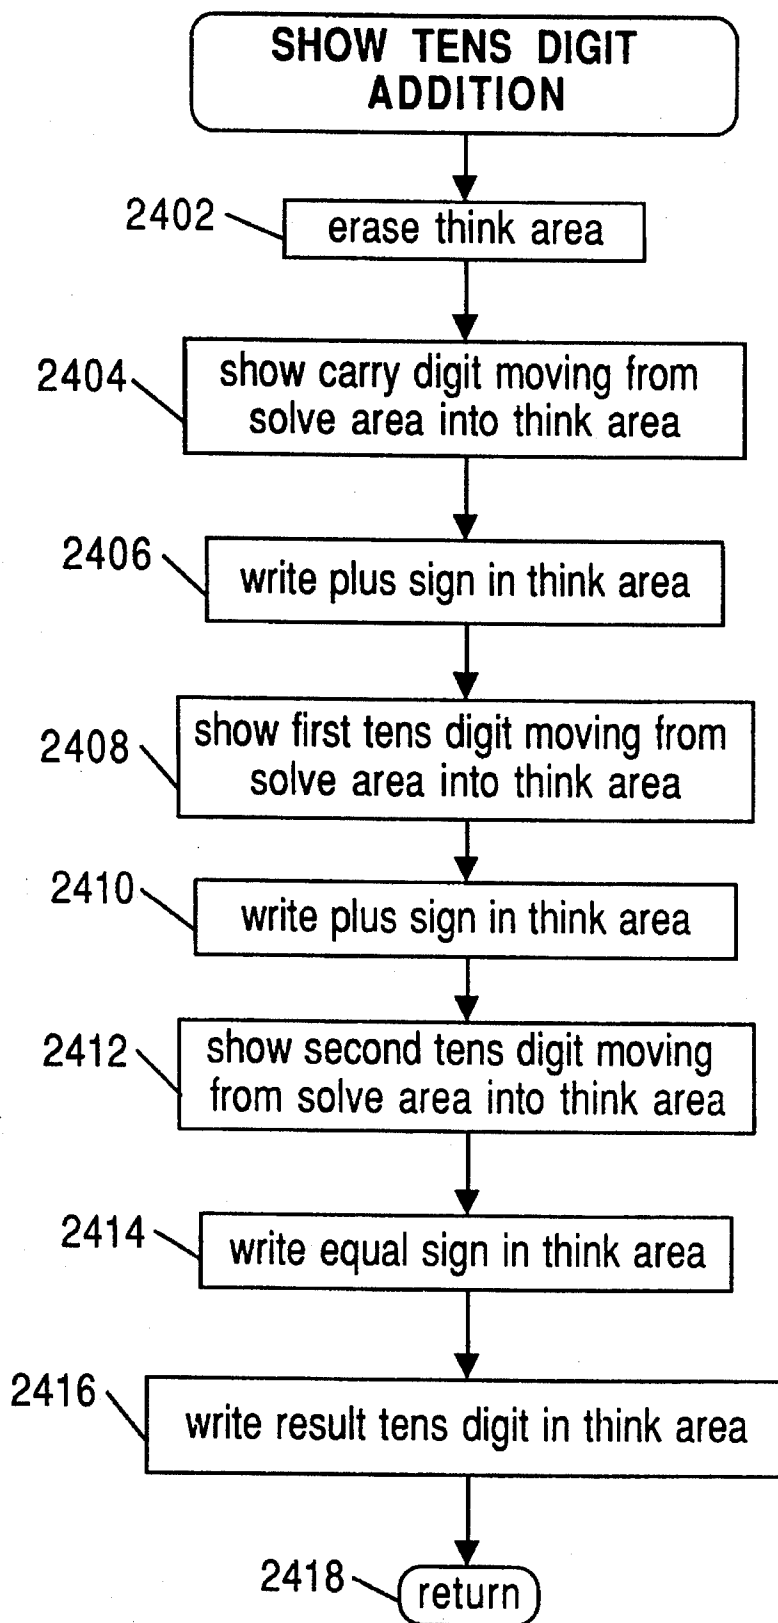 SHOW TENS DIGIT
ADDITION
2402
erase think area
2404
show carry digit moving from
solve area into think area
2406
write plus sign in think area
2408
show first tens digit moving from
solve area into think area
2410
write plus sign in think area
2412
show second tens digit moving
from solve area into think area
2414
write equal sign in think area
2416
write result tens digit in think area
2418
return